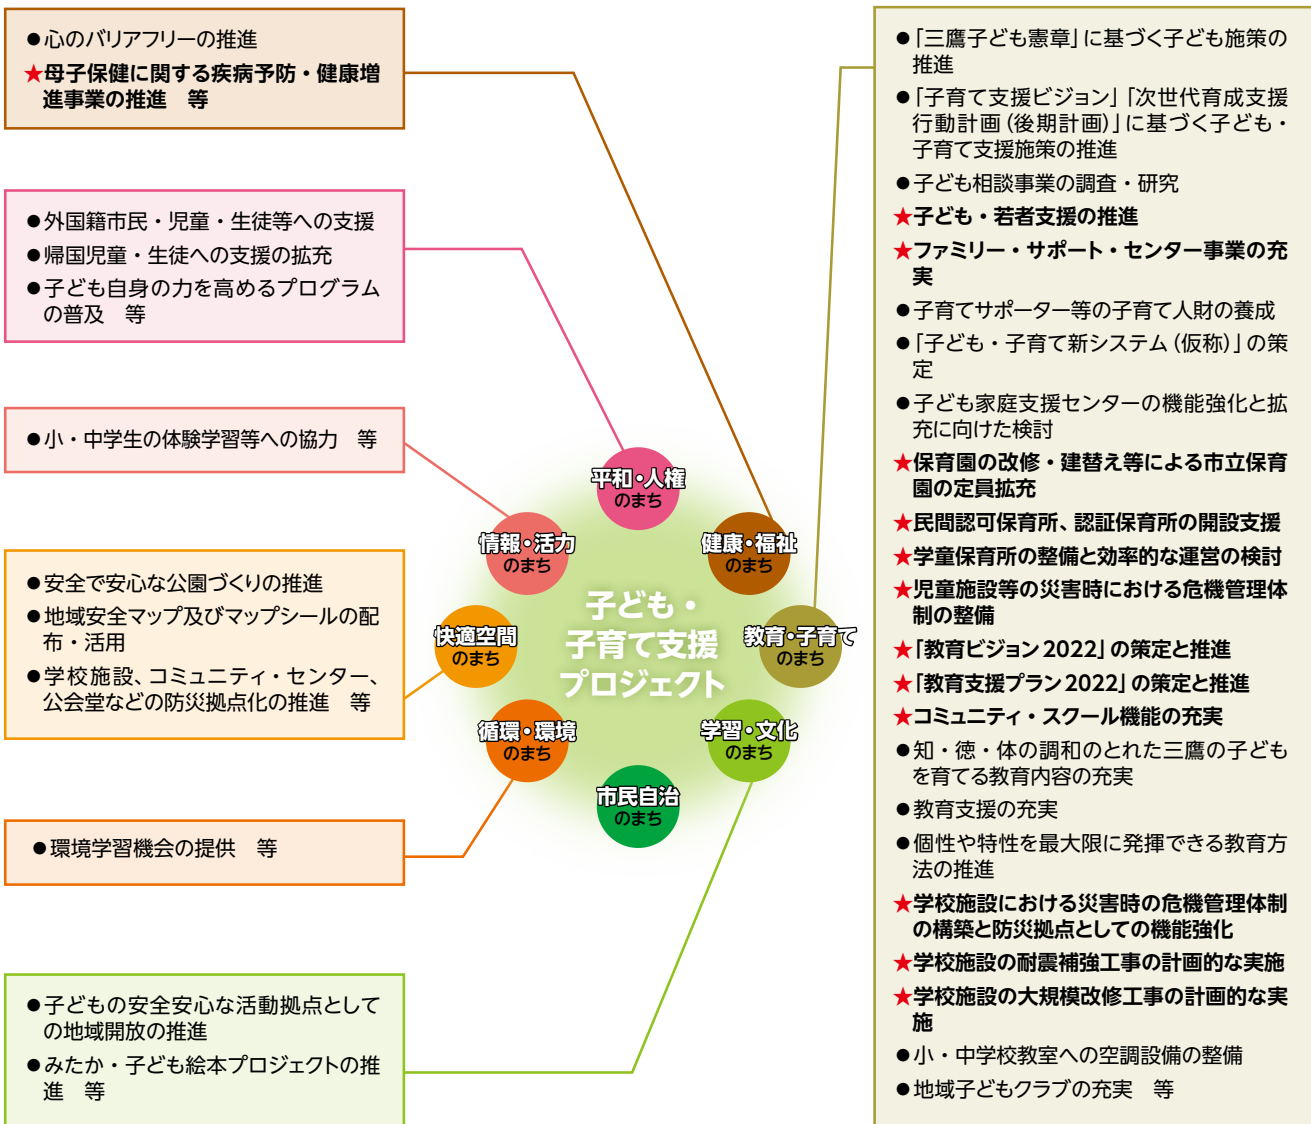 ●心のバリアフリーの推進
★母子保健に関する疾病予防・健康増
進事業の推進　等
●外国籍市民・児童・生徒等への支援
●帰国児童・生徒への支援の拡充
●子ども自身の力を高めるプログラム
の普及　等
●小・中学生の体験学習等への協力　等
●安全で安心な公園づくりの推進
●地域安全マップ及びマップシールの配
布・活用
●学校施設、コミュニティ・センター、
公会堂などの防災拠点化の推進　等
●環境学習機会の提供　等
●子どもの安全安心な活動拠点として
の地域開放の推進
●みたか・子ども絵本プロジェクトの推
進　等
平和・人権
のまち
情報・活力
のまち
健康・福祉
のまち
快適空間
のまち
子ども・
子育て支援
プロジェクト
教育・子育て
のまち
循環・環境
のまち
学習・文化
のまち
市民自治
のまち
●「三鷹子ども憲章」に基づく子ども施策の
推進
●「子育て支援ビジョン」「次世代育成支援
行動計画（後期計画）」に基づく子ども・
子育て支援施策の推進
●子ども相談事業の調査・研究
★子ども・若者支援の推進
★ファミリー・サポート・センター事業の充
実
●子育てサポーター等の子育て人財の養成
●「子ども・子育て新システム（仮称）」の策
定
●子ども家庭支援センターの機能強化と拡
充に向けた検討
★保育園の改修・建替え等による市立保育
園の定員拡充
★民間認可保育所、認証保育所の開設支援
★学童保育所の整備と効率的な運営の検討
★児童施設等の災害時における危機管理体
制の整備
★「教育ビジョン2022」の策定と推進
★「教育支援プラン2022」の策定と推進
★コミュニティ・スクール機能の充実
●知・徳・体の調和のとれた三鷹の子ども
を育てる教育内容の充実
●教育支援の充実
●個性や特性を最大限に発揮できる教育方
法の推進
★学校施設における災害時の危機管理体制
の構築と防災拠点としての機能強化
★学校施設の耐震補強工事の計画的な実施
★学校施設の大規模改修工事の計画的な実
施
●小・中学校教室への空調設備の整備
●地域子どもクラブの充実　等